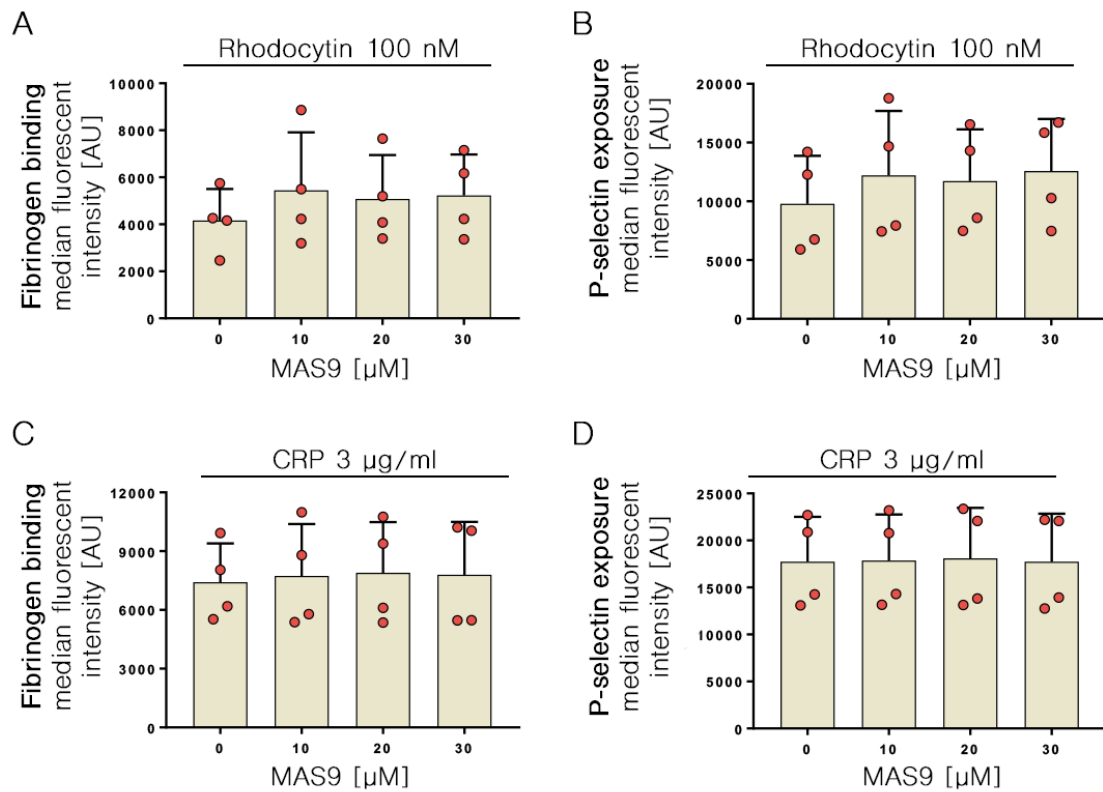 A
Rhodocytin 100 nM
Fibrinogen binding
median fluorescent
intensity [AU]
10000
8000
6000
4000
2000
0
0 10 20 30
MAS9 [µM]
B
Rhodocytin 100 nM
P-selectin exposure
median fluorescent
intensity [AU]
20000
15000
10000
5000
0
0 10 20 30
MAS9 [µM]
C
CRP 3 µg/ml
Fibrinogen binding
median fluorescent
intensity [AU]
12000
9000
6000
3000
0
0 10 20 30
MAS9 [µM]
D
CRP 3 µg/ml
P-selectin exposure
median fluorescent
intensity [AU]
25000
20000
15000
10000
5000
0
0 10 20 30
MAS9 [µM]